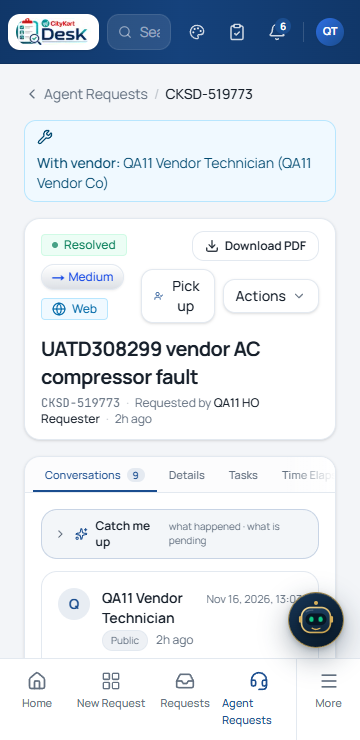 CityKart
Desk
Sea
6
QT
Agent Requests / CKSD-519773
With vendor: QA11 Vendor Technician (QA11
Vendor Co)
Resolved
Download PDF
Medium
Pick
up
Actions
Web
UATD308299 vendor AC
compressor fault
CKSD-519773 · Requested by QA11 HO
Requester · 2h ago
Conversations 9 Details Tasks Time Elap
Catch me
up
what happened · what is
pending
Q
QA11 Vendor
Technician
Nov 16, 2026, 13:03
Public 2h ago
Home
New Request
Requests
Agent
Requests
More